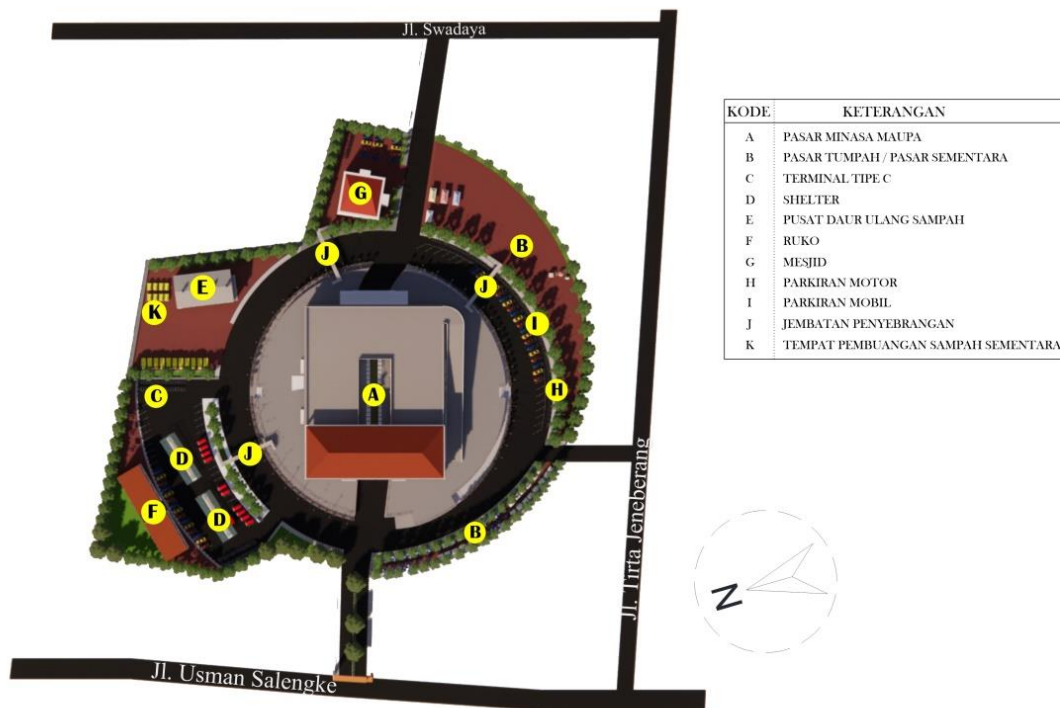 Jl. Swadaya
KODE KETERANGAN
A PASAR MINASA MAUPA
B PASAR TUMPAH / PASAR SEMENTARA
C TERMINAL TIPE C
D SHELTER
E PUSAT DAUR ULANG SAMPAH
F RUKO
G MESJID
H PARKIRAN MOTOR
I PARKIRAN MOBIL
J JEMBATAN PENYEBRANGAN
K TEMPAT PEMBUANGAN SAMPAH SEMENTARA
G
J
B
E
J
K
I
A
C
H
J
D
F
D
B
Jl. Tirta Jeneberang
N
Jl. Usman Salengke